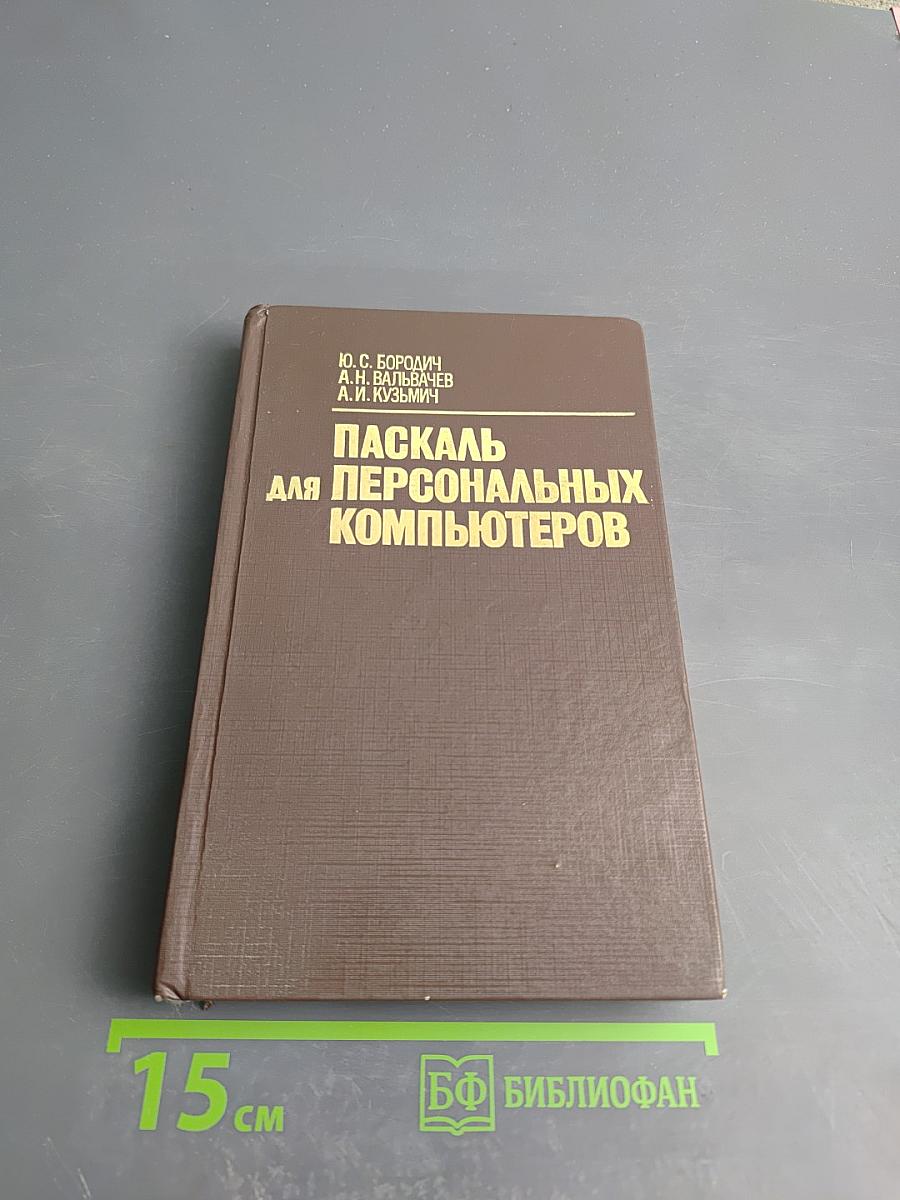 Ю. С. БОРОДИЧ
А. Н. ВАЛЬВАЧЕВ
А. И. КУЗЬМИЧ
ПАСКАЛЬ
для ПЕРСОНАЛЬНЫХ
КОМПЬЮТЕРОВ
15 см
БФ БИБЛИОФАН